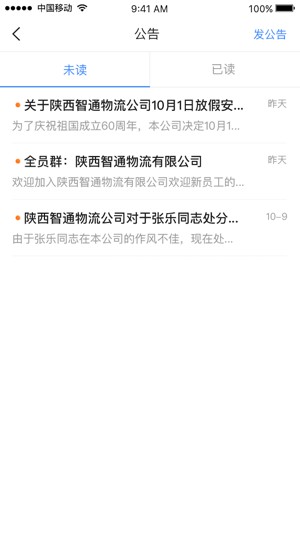 中国移动 9:41 AM 100%
公告 发公告
未读 已读
关于陕西智通物流公司10月1日放假安... 昨天
为了庆祝祖国成立60周年，本公司决定10月1...
全员群：陕西智通物流有限公司 昨天
欢迎加入陕西智通物流有限公司欢迎新员工的...
陕西智通物流公司对于张乐同志处分... 10-9
由于张乐同志在本公司的作风不佳，现在处...